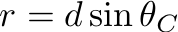 r = d sin θ_C